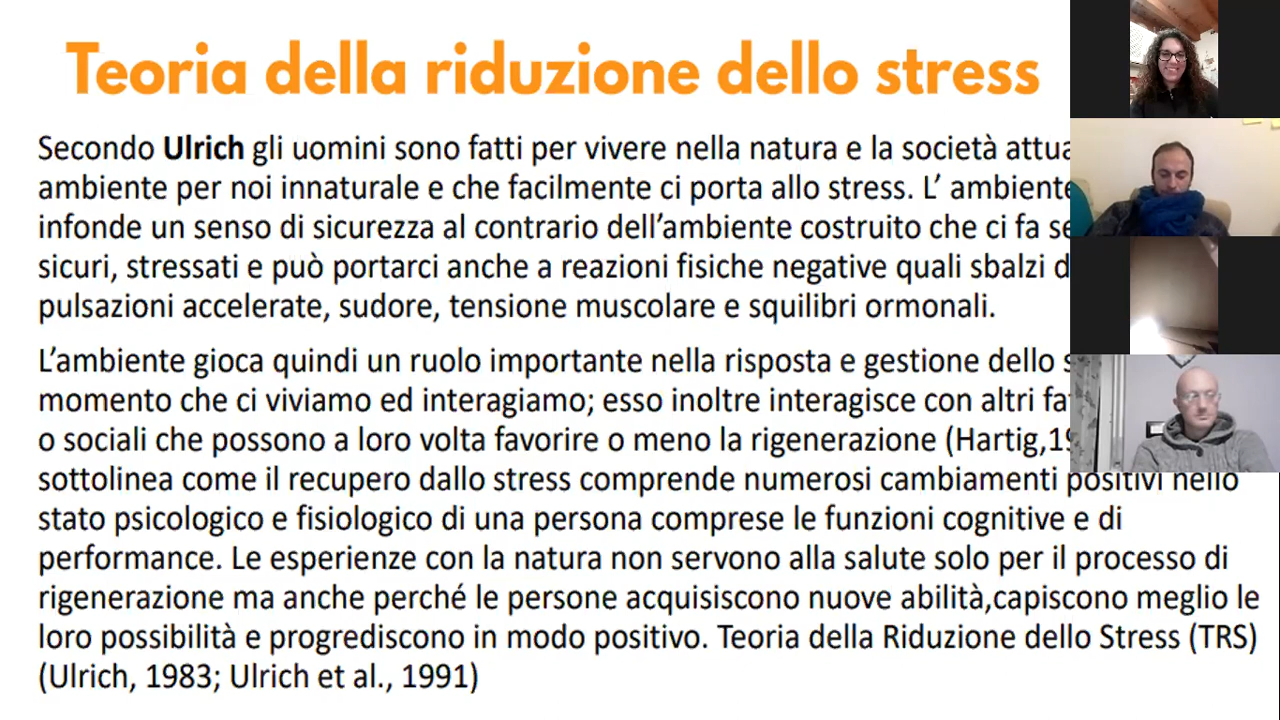 Teoria della riduzione dello stress
Secondo Ulrich gli uomini sono fatti per vivere nella natura e la società
ambiente per noi innaturale e che facilmente ci porta allo stress. L’ ambiente
infonde un senso di sicurezza al contrario dell’ambiente costruito che ci fa
sicuri, stressati e può portarci anche a reazioni fisiche negative quali sbalzi
pulsazioni accelerate, sudore, tensione muscolare e squilibri ormonali.
L’ambiente gioca quindi un ruolo importante nella risposta e gestione dello
momento che ci viviamo ed interagiamo; esso inoltre interagisce con altri
o sociali che possono a loro volta favorire o meno la rigenerazione (Hartig,
sottolinea come il recupero dallo stress comprende numerosi cambiamenti positivi nello
stato psicologico e fisiologico di una persona comprese le funzioni cognitive e di
performance. Le esperienze con la natura non servono alla salute solo per il processo di
rigenerazione ma anche perché le persone acquisiscono nuove abilità,capiscono meglio le
loro possibilità e progrediscono in modo positivo. Teoria della Riduzione dello Stress (TRS)
(Ulrich, 1983; Ulrich et al., 1991)